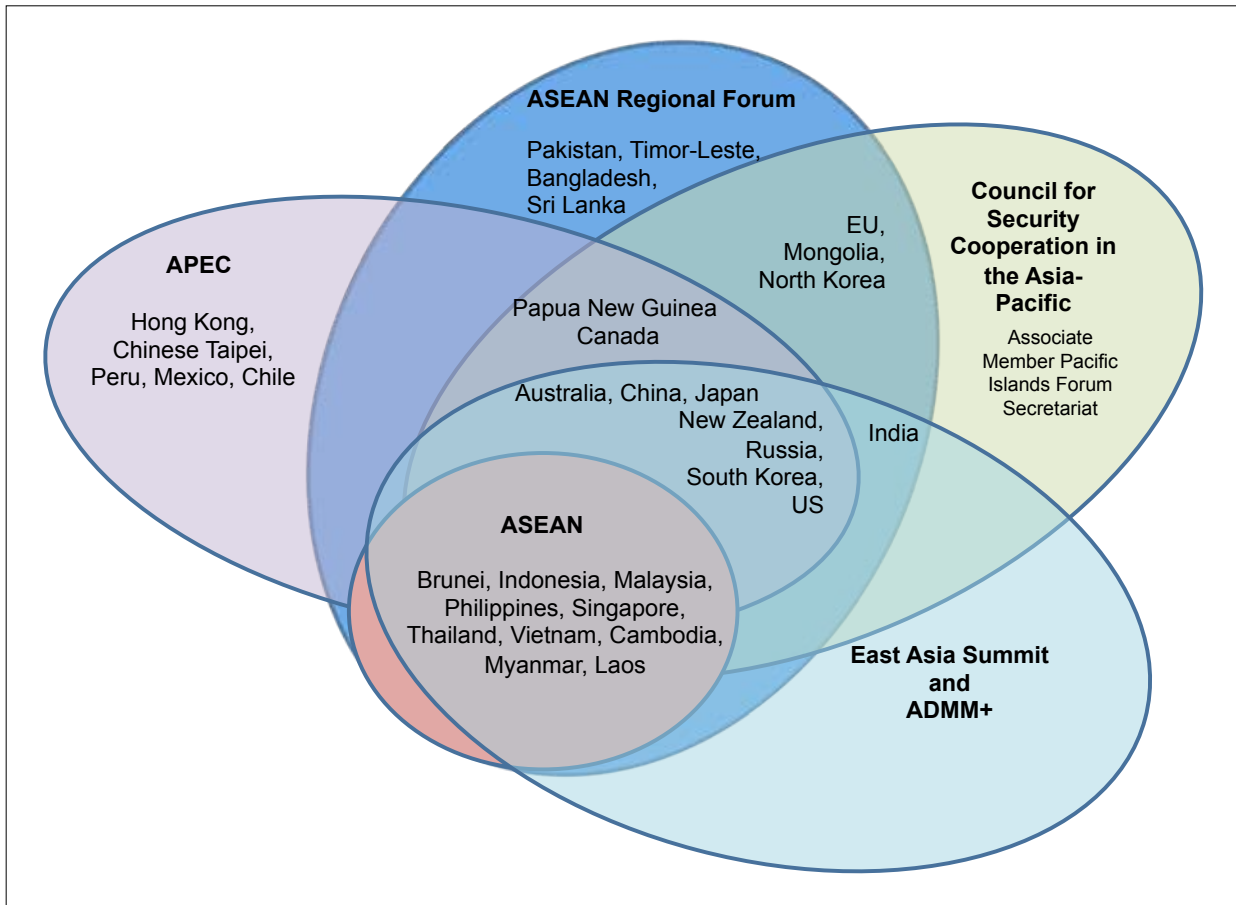 ASEAN Regional Forum
Pakistan, Timor-Leste,
Bangladesh,
Sri Lanka
Council for
Security
Cooperation in
the Asia-
Pacific
Associate
Member Pacific
Islands Forum
Secretariat
EU,
Mongolia,
North Korea
APEC
Hong Kong,
Chinese Taipei,
Peru, Mexico, Chile
Papua New Guinea
Canada
Australia, China, Japan
New Zealand,
Russia,
South Korea,
US
India
ASEAN
Brunei, Indonesia, Malaysia,
Philippines, Singapore,
Thailand, Vietnam, Cambodia,
Myanmar, Laos
East Asia Summit
and
ADMM+